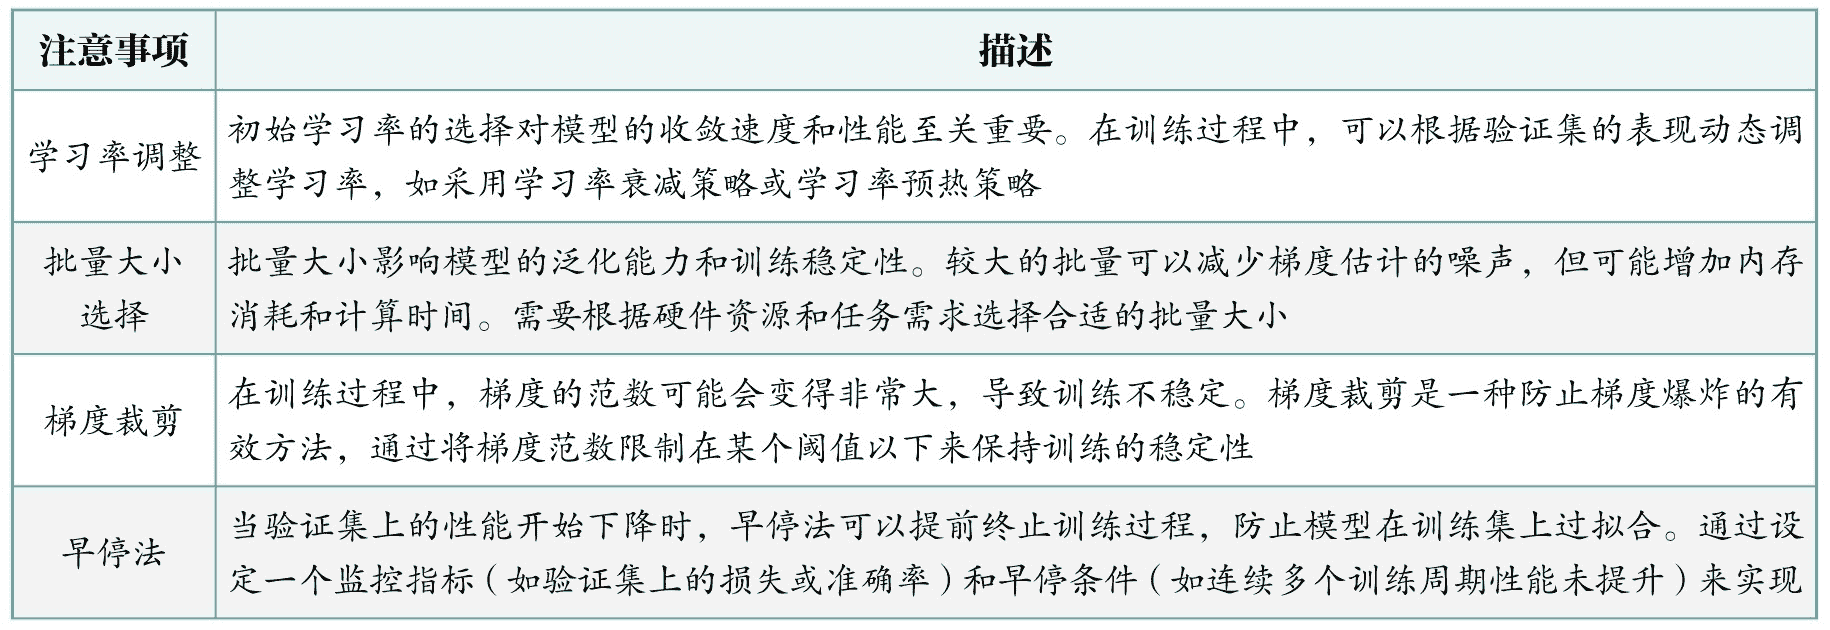 注意事项
描述
学习率调整
初始学习率的选择对模型的收敛速度和性能至关重要。在训练过程中，可以根据验证集的表现动态调
整学习率，如采用学习率衰减策略或学习率预热策略
批量大小
选择
批量大小影响模型的泛化能力和训练稳定性。较大的批量可以减少梯度估计的噪声，但可能增加内存
消耗和计算时间。需要根据硬件资源和任务需求选择合适的批量大小
梯度裁剪
在训练过程中，梯度的范数可能会变得非常大，导致训练不稳定。梯度裁剪是一种防止梯度爆炸的有
效方法，通过将梯度范数限制在某个阈值以下来保持训练的稳定性
早停法
当验证集上的性能开始下降时，早停法可以提前终止训练过程，防止模型在训练集上过拟合。通过设
定一个监控指标（如验证集上的损失或准确率）和早停条件（如连续多个训练周期性能未提升）来实现